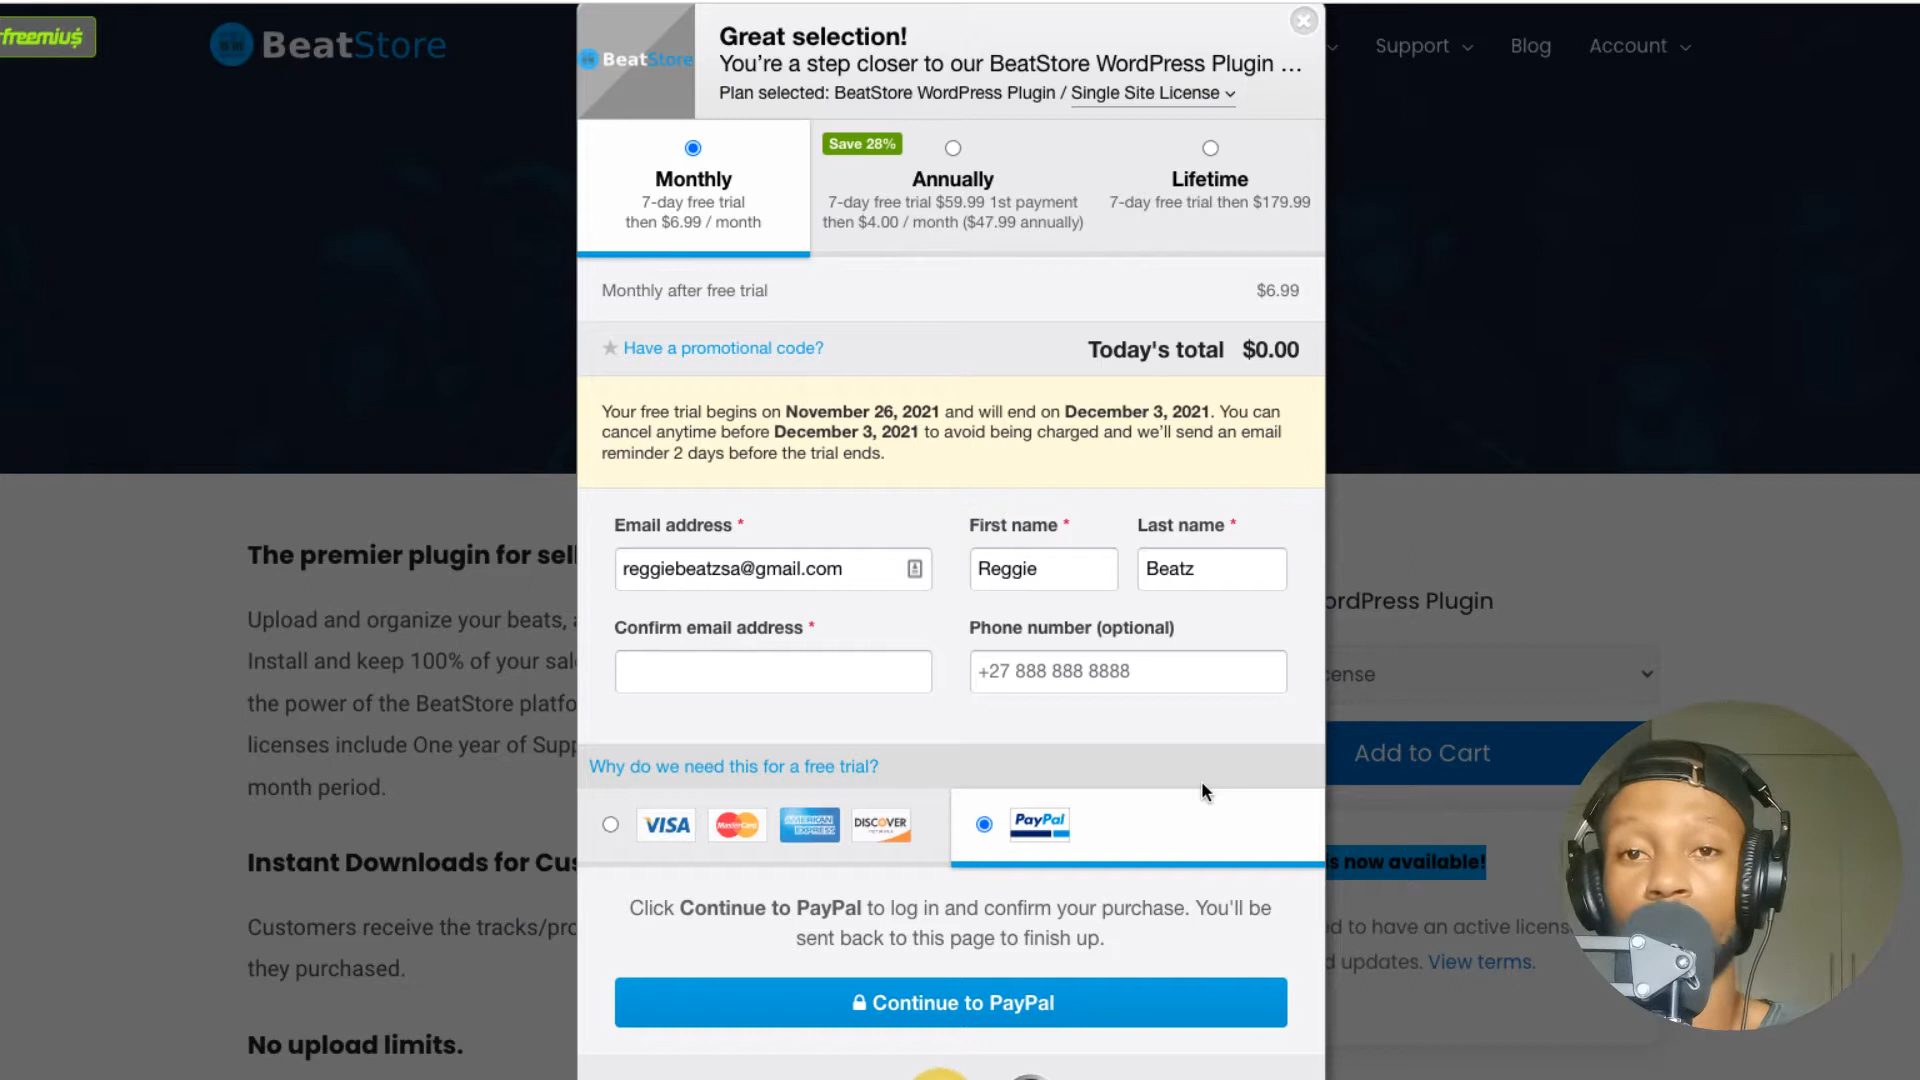 freemius
BeatStore
Support
Blog
Account
BeatStore
Great selection!
You're a step closer to our BeatStore WordPress Plugin ...
Plan selected: BeatStore WordPress Plugin / Single Site License
Monthly
7-day free trial
then $6.99 / month
Save 28%
Annually
7-day free trial $59.99 1st payment
then $4.00 / month ($47.99 annually)
Lifetime
7-day free trial then $179.99
Monthly after free trial
$6.99
Have a promotional code?
Today's total $0.00
Your free trial begins on November 26, 2021 and will end on December 3, 2021. You can
cancel anytime before December 3, 2021 to avoid being charged and we'll send an email
reminder 2 days before the trial ends.
Email address *
First name *
Last name *
reggiebeatzsa@gmail.com
Reggie
Beatz
Confirm email address *
Phone number (optional)
+27 888 888 8888
Why do we need this for a free trial?
VISA
MasterCard
AMERICAN EXPRESS
DISCOVER
PayPal
Click Continue to PayPal to log in and confirm your purchase. You'll be
sent back to this page to finish up.
Continue to PayPal
The premier plugin for sel
Upload and organize your beats,
Install and keep 100% of your sal
the power of the BeatStore platfo
licenses include One year of Supp
month period.
Instant Downloads for Cus
Customers receive the tracks/pro
they purchased.
No upload limits.
ordPress Plugin
cense
Add to Cart
s now available!
d to have an active licens
d updates. View terms.